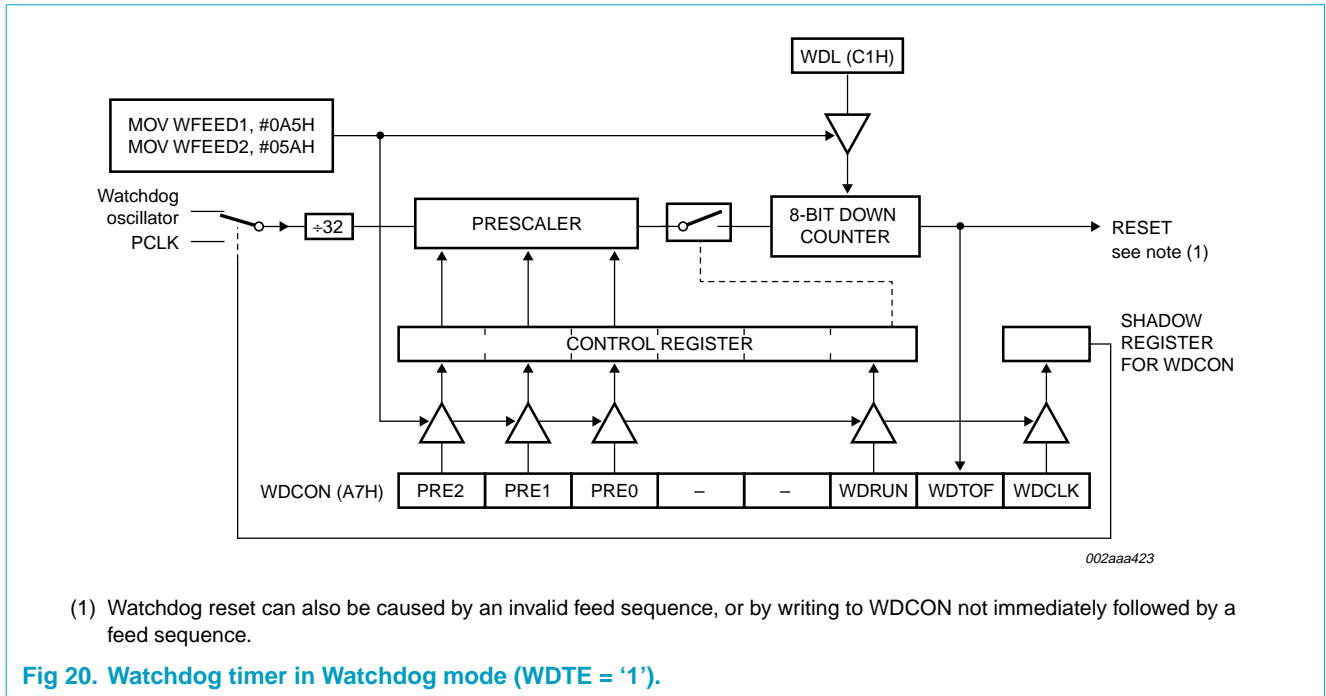 WDL (C1H)
MOV WFEED1, #0A5H
MOV WFEED2, #05AH
Watchdog
oscillator
PCLK
÷32
PRESCALER
8-BIT DOWN
COUNTER
RESET
see note (1)
CONTROL REGISTER
SHADOW
REGISTER
FOR WDCON
WDCON (A7H)
PRE2 PRE1 PRE0 – – WDRUN WDTOF WDCLK
002aaa423
(1) Watchdog reset can also be caused by an invalid feed sequence, or by writing to WDCON not immediately followed by a
feed sequence.
Fig 20. Watchdog timer in Watchdog mode (WDTE = ‘1’).